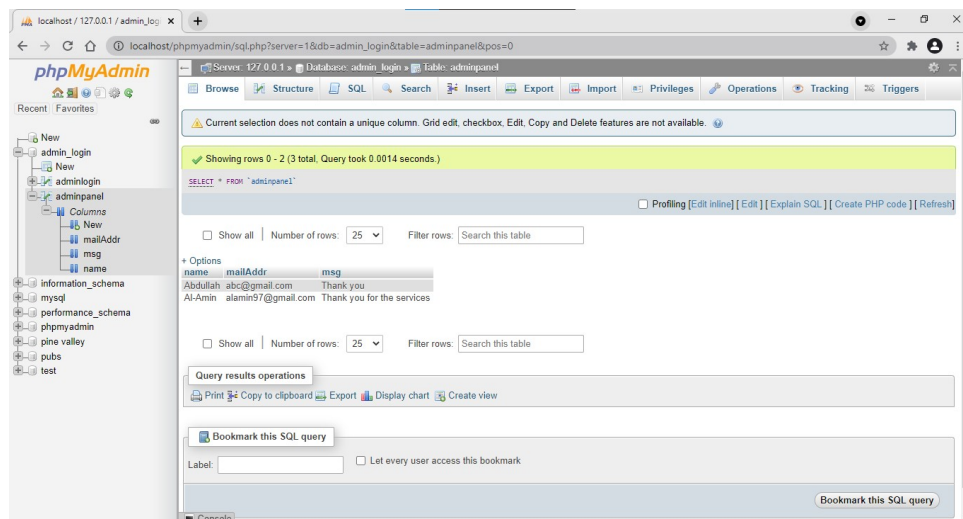 localhost / 127.0.0.1 / admin_log
localhost/phpmyadmin/sql.php?server=1&db=admin_login&table=adminpanel&pos=0
phpMyAdmin
Recent Favorites
New
admin_login
New
adminlogin
adminpanel
Columns
New
mailAddr
msg
name
information_schema
mysql
performance_schema
phpmyadmin
pine valley
pubs
test
Server: 127.0.0.1 » Database: admin_login » Table: adminpanel
Browse Structure SQL Search Insert Export Import Privileges Operations Tracking Triggers
Current selection does not contain a unique column. Grid edit, checkbox, Edit, Copy and Delete features are not available.
Showing rows 0 - 2 (3 total, Query took 0.0014 seconds.)
SELECT * FROM `adminpanel`
Profiling [Edit inline] [ Edit ] [ Explain SQL ] [ Create PHP code ] [ Refresh]
Show all | Number of rows: 25 Filter rows: Search this table
+ Options
name mailAddr msg
Abdullah abc@gmail.com Thank you
Al-Amin alamin97@gmail.com Thank you for the services
Show all | Number of rows: 25 Filter rows: Search this table
Query results operations
Print Copy to clipboard Export Display chart Create view
Bookmark this SQL query
Label: Let every user access this bookmark
Bookmark this SQL query
Console